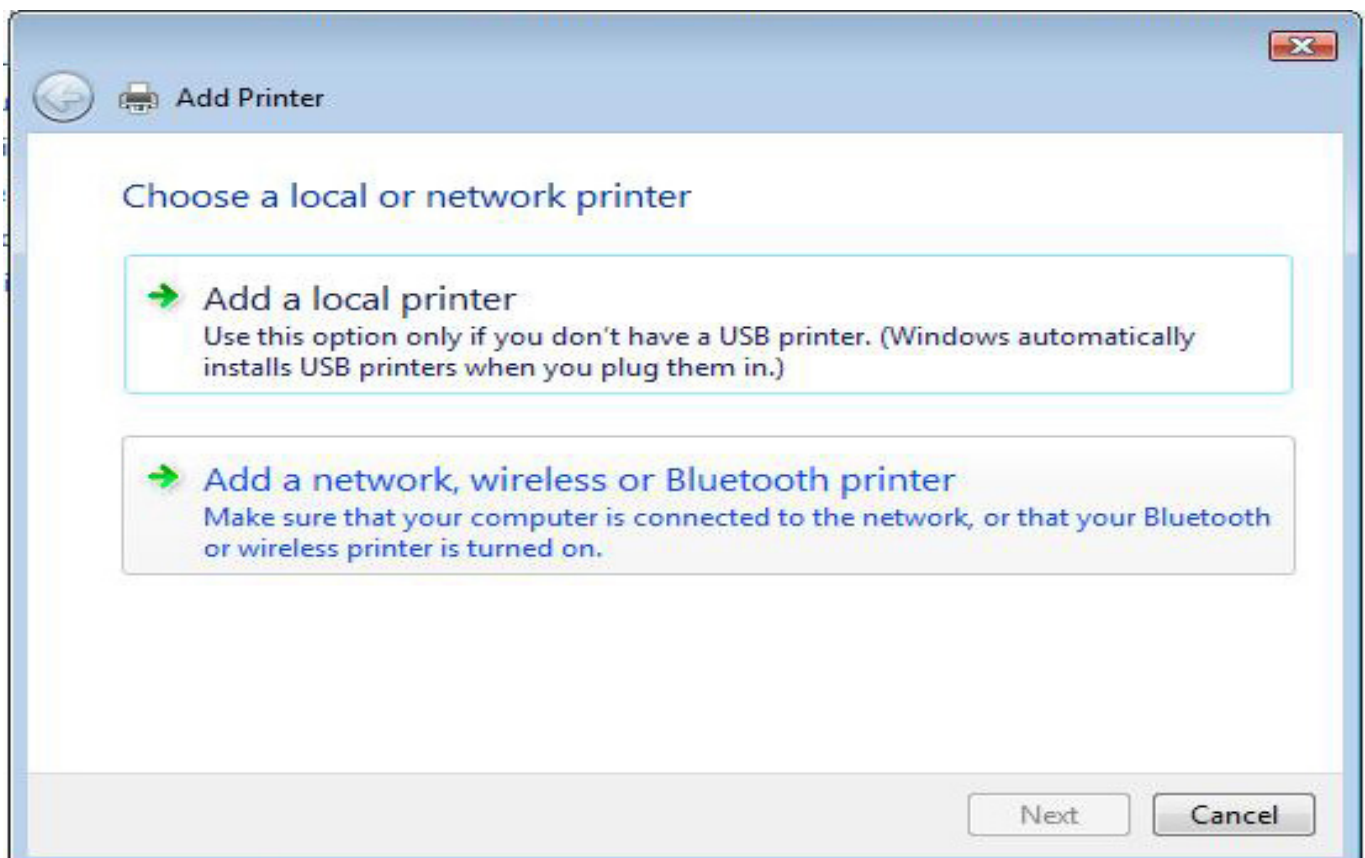 Add Printer
Choose a local or network printer
Add a local printer
Use this option only if you don't have a USB printer. (Windows automatically
installs USB printers when you plug them in.)
Add a network, wireless or Bluetooth printer
Make sure that your computer is connected to the network, or that your Bluetooth
or wireless printer is turned on.
Next
Cancel